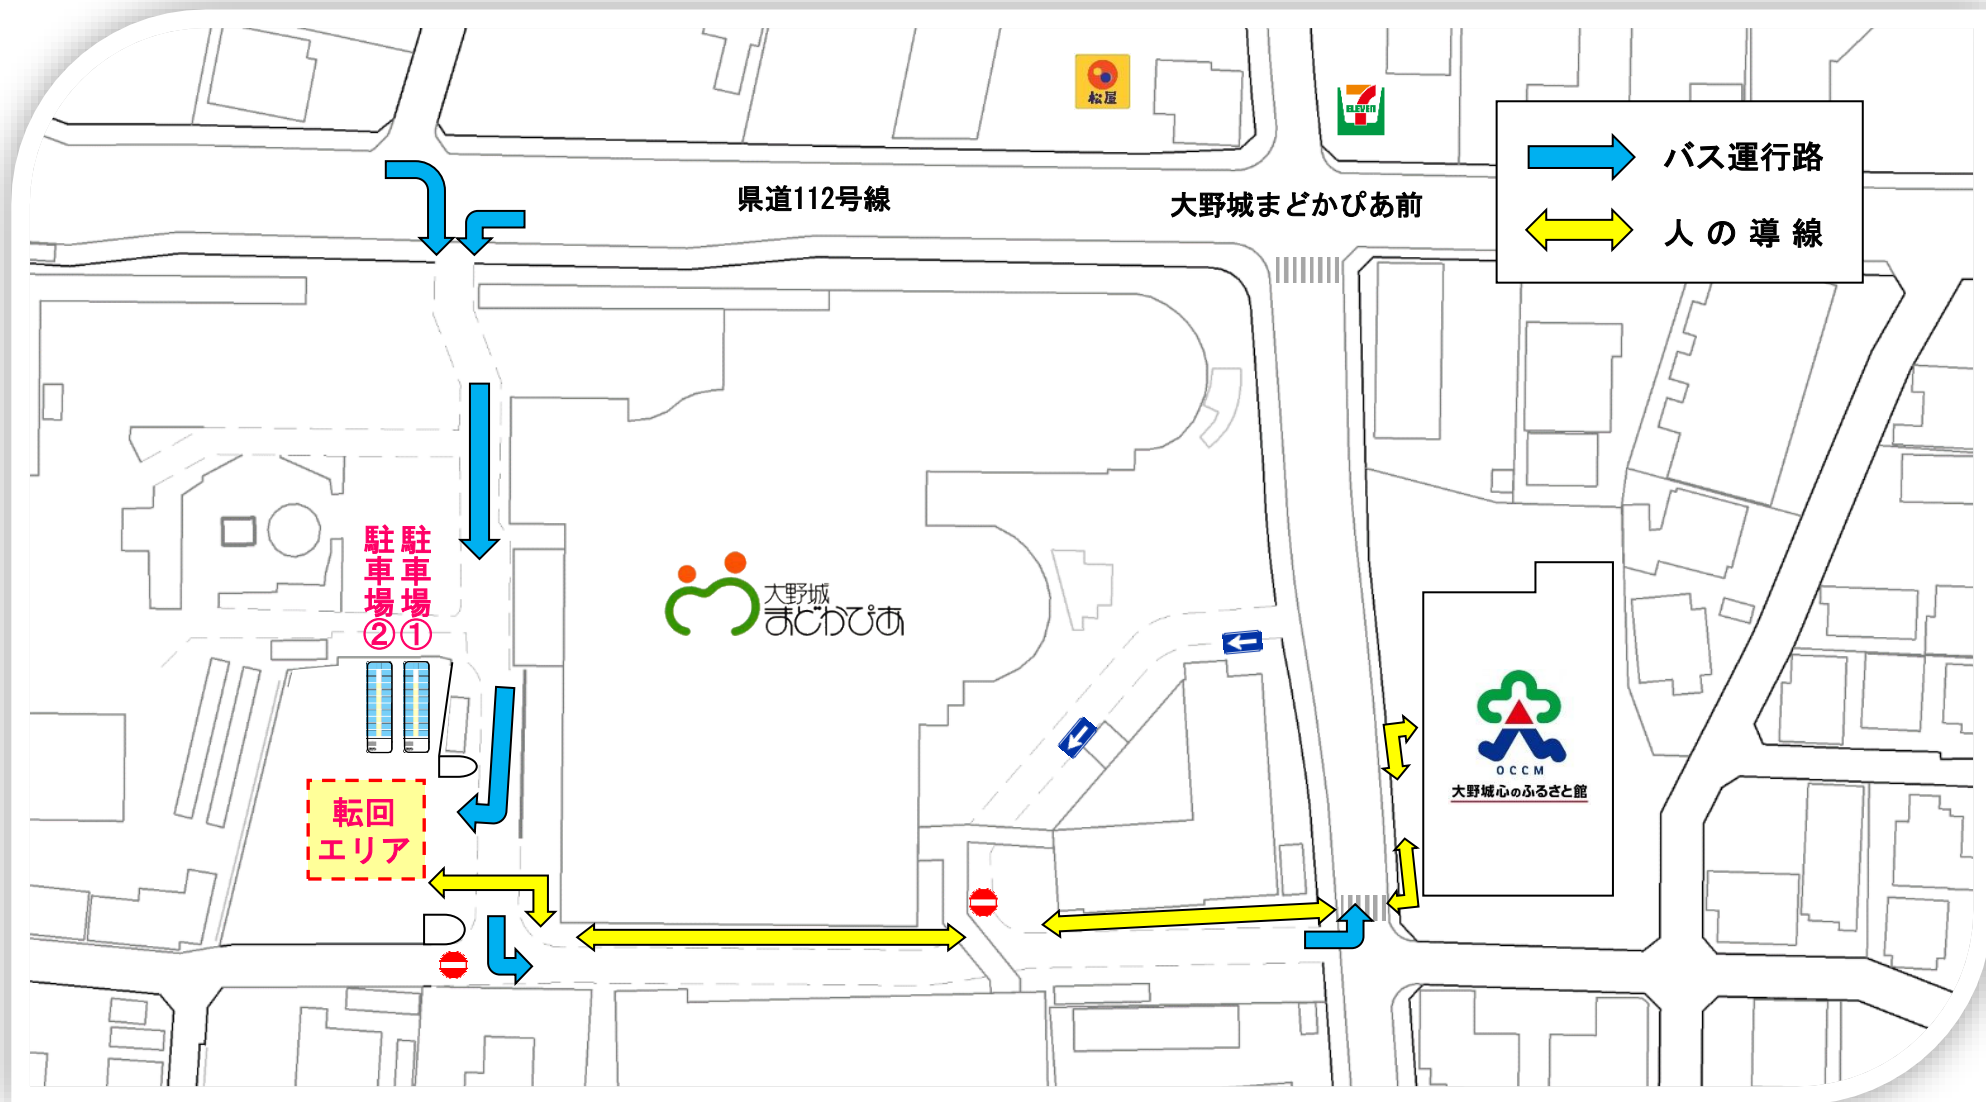 松屋
ELEVEN
バス運行路
人の導線
県道112号線
大野城まどかぴあ前
駐車場①
駐車場②
大野城
まどかぴあ
転回
エリア
OCCM
大野城心のふるさと館